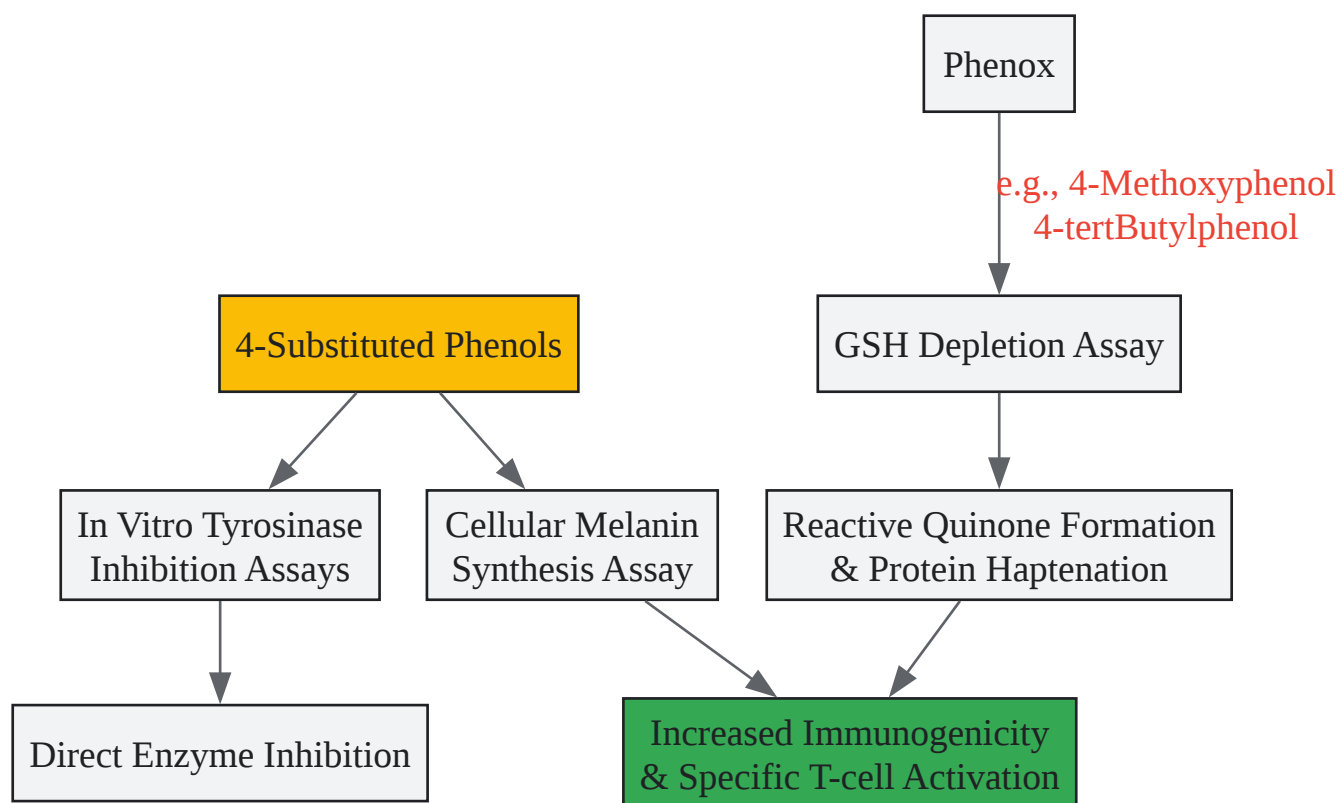 Phenox
e.g., 4-Methoxyphenol
4-tertButylphenol
4-Substituted Phenols
GSH Depletion Assay
In Vitro Tyrosinase
Inhibition Assays
Cellular Melanin
Synthesis Assay
Reactive Quinone Formation
& Protein Haptenation
Direct Enzyme Inhibition
Increased Immunogenicity
& Specific T-cell Activation